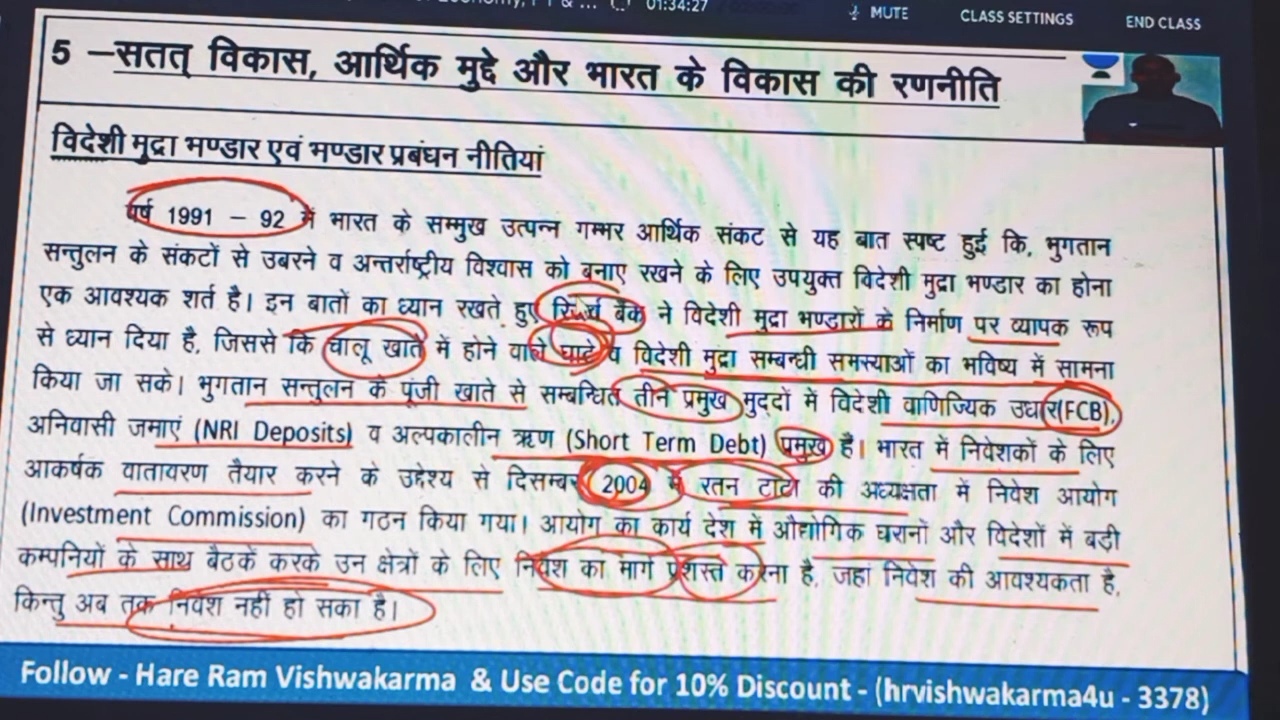 01:34:27
MUTE CLASS SETTINGS END CLASS
5 –सतत् विकास, आर्थिक मुद्दे और भारत के विकास की रणनीति
विदेशी मुद्रा भण्डार एवं भण्डार प्रबंधन नीतियां
वर्ष 1991 – 92 में भारत के सम्मुख उत्पन्न गम्भर आर्थिक संकट से यह बात स्पष्ट हुई कि, भुगतान
सन्तुलन के संकटों से उबरने व अन्तर्राष्ट्रीय विश्वास को बनाए रखने के लिए उपयुक्त विदेशी मुद्रा भण्डार का होना
एक आवश्यक शर्त है। इन बातों का ध्यान रखते हुए रिजर्व बैंक ने विदेशी मुद्रा भण्डारों के निर्माण पर व्यापक रूप
से ध्यान दिया है, जिससे कि चालू खाते में होने वाले घाटे व विदेशी मुद्रा सम्बन्धी समस्याओं का भविष्य में सामना
किया जा सके। भुगतान सन्तुलन के पूंजी खाते से सम्बन्धित तीन प्रमुख मुद्दों में विदेशी वाणिज्यिक उधार(FCB),
अनिवासी जमाएं (NRI Deposits) व अल्पकालीन ऋण (Short Term Debt) प्रमुख है। भारत में निवेशकों के लिए
आकर्षक वातावरण तैयार करने के उद्देश्य से दिसम्बर 2004 में रतन टाटा की अध्यक्षता में निवेश आयोग
(Investment Commission) का गठन किया गया। आयोग का कार्य देश में औद्योगिक घरानों और विदेशों में बड़ी
कम्पनियों के साथ बैठकें करके उन क्षेत्रों के लिए निवेश का मार्ग प्रशस्त करना है, जहां निवेश की आवश्यकता है,
किन्तु अब तक निवेश नहीं हो सका है।
Follow - Hare Ram Vishwakarma & Use Code for 10% Discount - (hrvishwakarma4u - 3378)